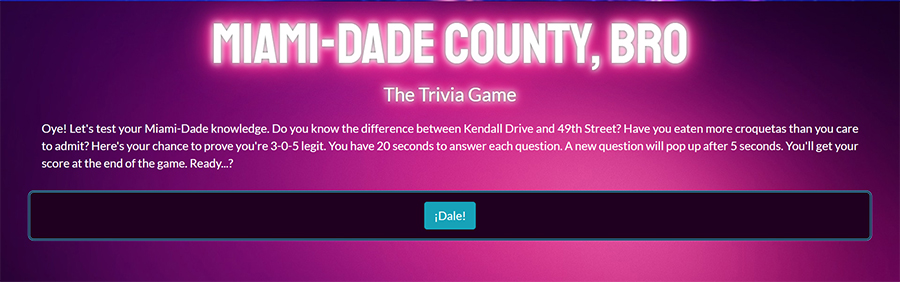 MIAMI-DADE COUNTY, BRO
The Trivia Game
Oye! Let's test your Miami-Dade knowledge. Do you know the difference between Kendall Drive and 49th Street? Have you eaten more croquetas than you care
to admit? Here's your chance to prove you're 3-0-5 legit. You have 20 seconds to answer each question. A new question will pop up after 5 seconds. You'll get your
score at the end of the game. Ready...?
¡Dale!